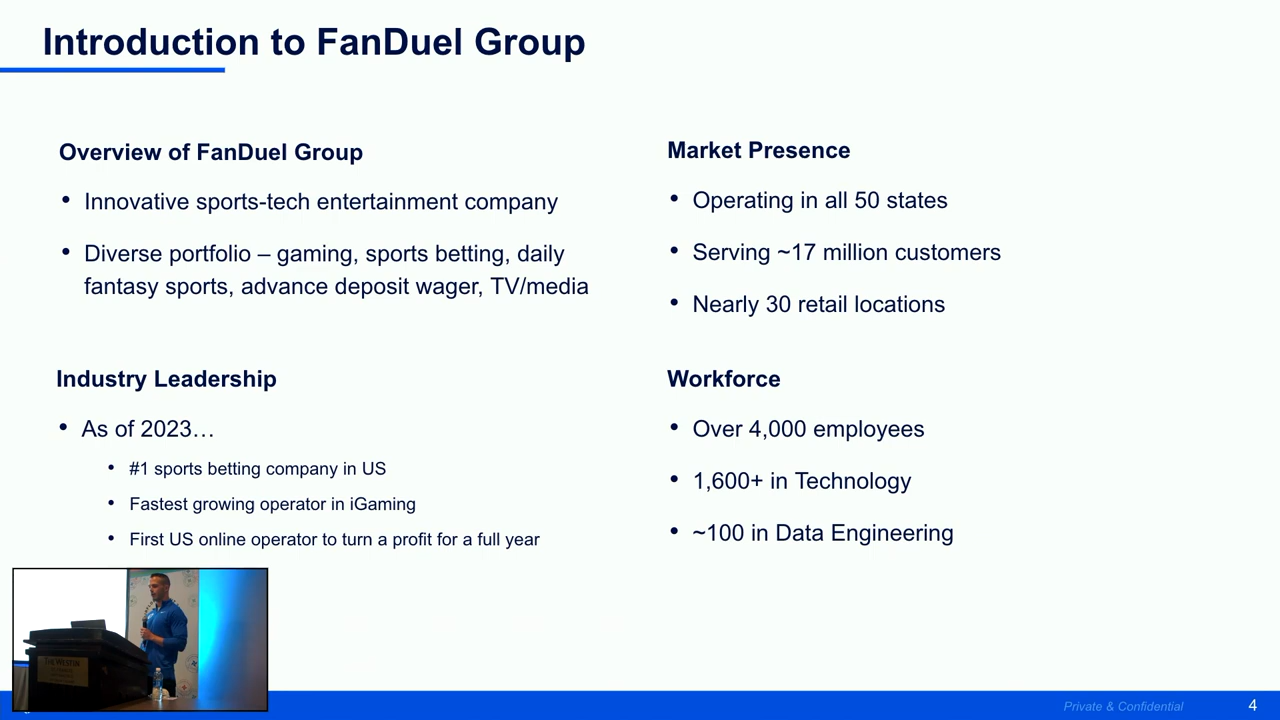 Introduction to FanDuel Group
Overview of FanDuel Group
• Innovative sports-tech entertainment company
• Diverse portfolio – gaming, sports betting, daily
fantasy sports, advance deposit wager, TV/media
Market Presence
• Operating in all 50 states
• Serving ~17 million customers
• Nearly 30 retail locations
Industry Leadership
• As of 2023…
• #1 sports betting company in US
• Fastest growing operator in iGaming
• First US online operator to turn a profit for a full year
Workforce
• Over 4,000 employees
• 1,600+ in Technology
• ~100 in Data Engineering
THE WESTIN
Private & Confidential
4